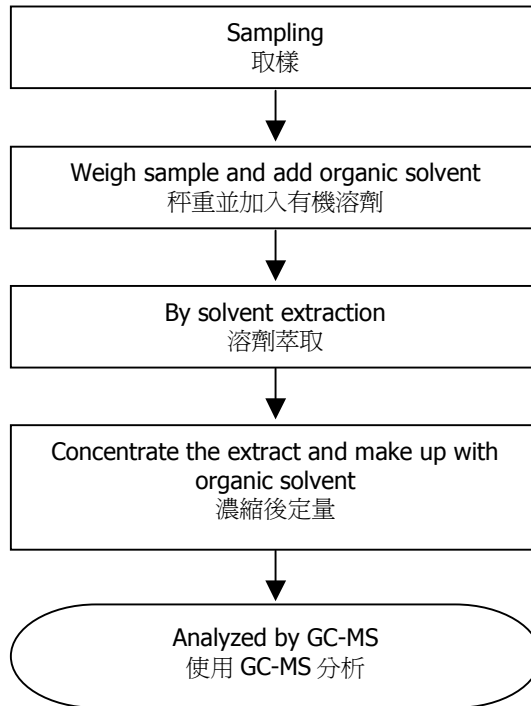 Sampling
取樣
Weigh sample and add organic solvent
秤重並加入有機溶劑
By solvent extraction
溶劑萃取
Concentrate the extract and make up with
organic solvent
濃縮後定量
Analyzed by GC-MS
使用 GC-MS 分析